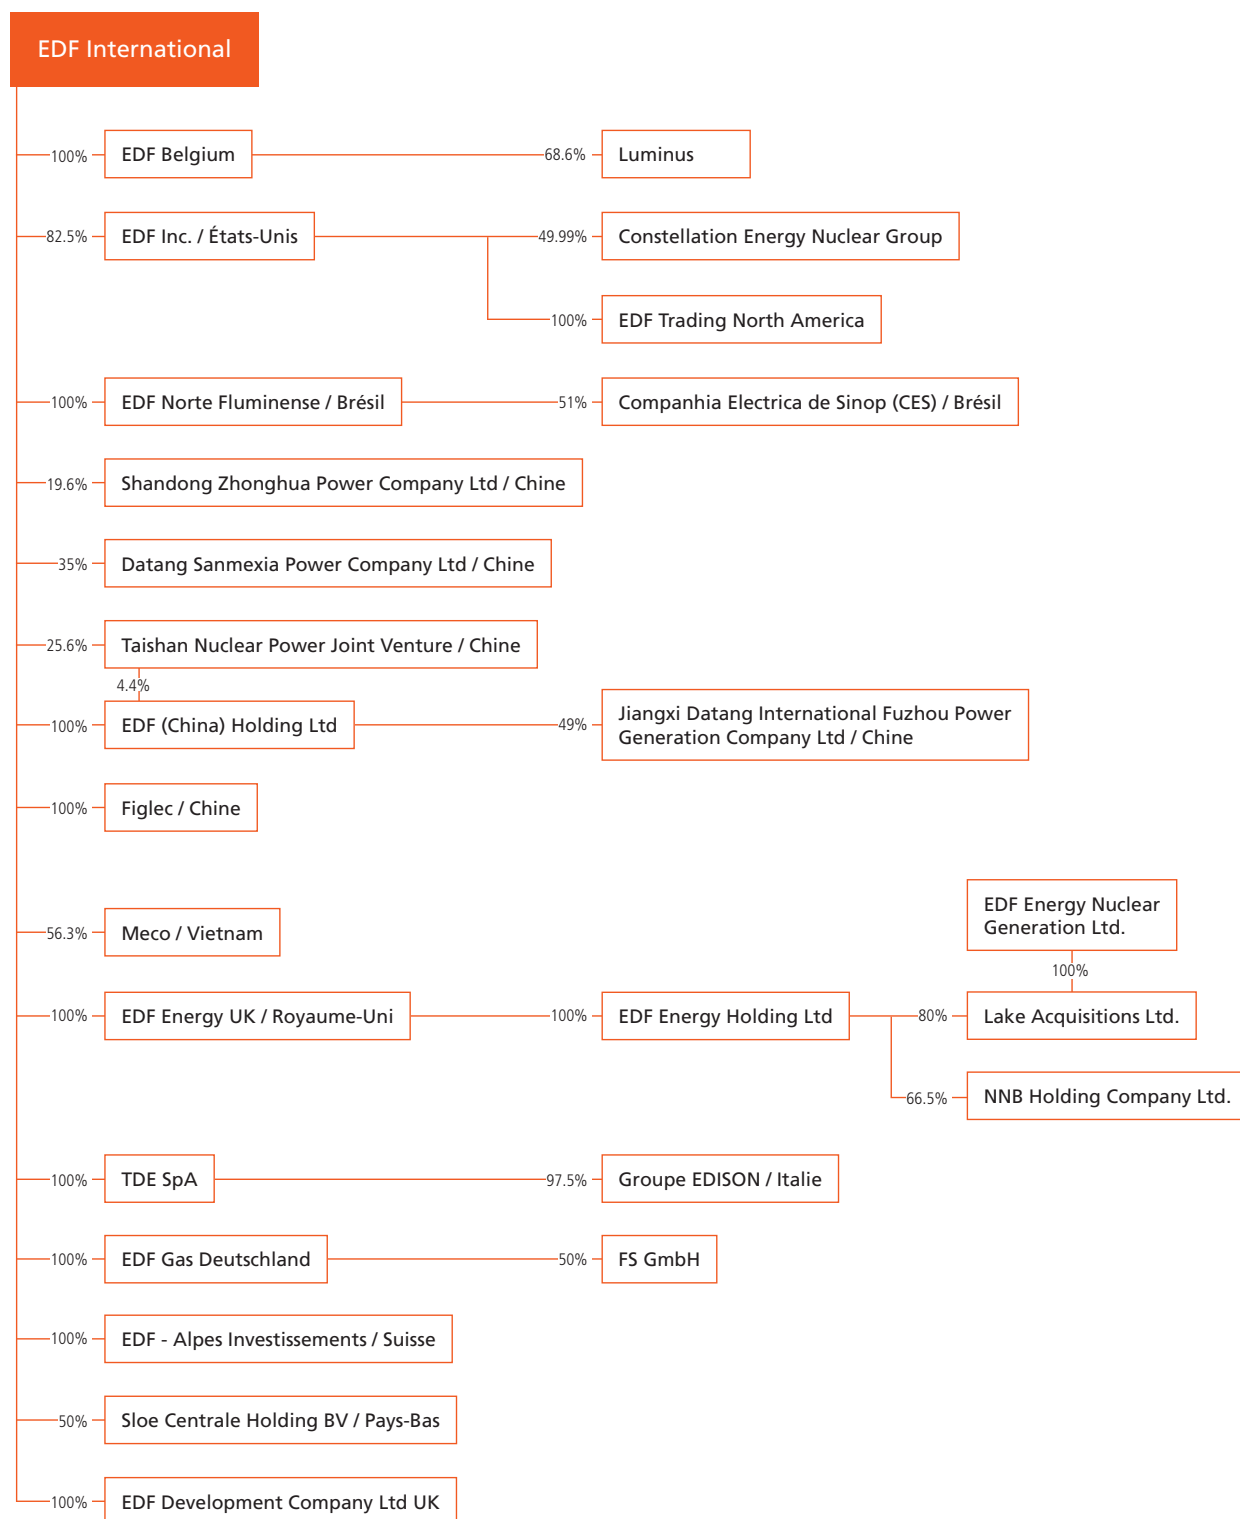 EDF International
100%
EDF Belgium
68.6%
Luminus
82.5%
EDF Inc. / États-Unis
49.99%
Constellation Energy Nuclear Group
100%
EDF Trading North America
100%
EDF Norte Fluminense / Brésil
51%
Companhia Electrica de Sinop (CES) / Brésil
19.6%
Shandong Zhonghua Power Company Ltd / Chine
35%
Datang Sanmexia Power Company Ltd / Chine
25.6%
Taishan Nuclear Power Joint Venture / Chine
4.4%
100%
EDF (China) Holding Ltd
49%
Jiangxi Datang International Fuzhou Power
Generation Company Ltd / Chine
100%
Figlec / Chine
56.3%
Meco / Vietnam
EDF Energy Nuclear
Generation Ltd.
100%
100%
EDF Energy UK / Royaume-Uni
100%
EDF Energy Holding Ltd
80%
Lake Acquisitions Ltd.
66.5%
NNB Holding Company Ltd.
100%
TDE SpA
97.5%
Groupe EDISON / Italie
100%
EDF Gas Deutschland
50%
FS GmbH
100%
EDF - Alpes Investissements / Suisse
50%
Sloe Centrale Holding BV / Pays-Bas
100%
EDF Development Company Ltd UK